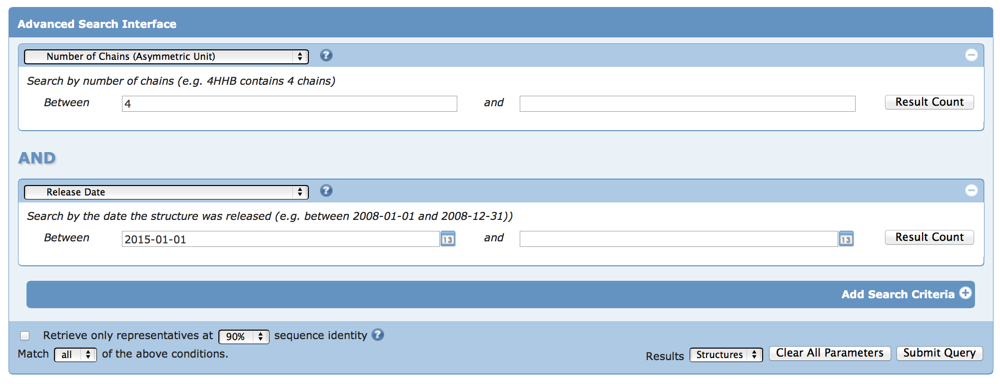 Advanced Search Interface
Number of Chains (Asymmetric Unit) ?
Search by number of chains (e.g. 4HHB contains 4 chains)
Between 4 and Result Count
AND
Release Date ?
Search by the date the structure was released (e.g. between 2008-01-01 and 2008-12-31))
Between 2015-01-01 13 and 13 Result Count
Add Search Criteria
Retrieve only representatives at 90% sequence identity ?
Match all of the above conditions.
Results Structures Clear All Parameters Submit Query